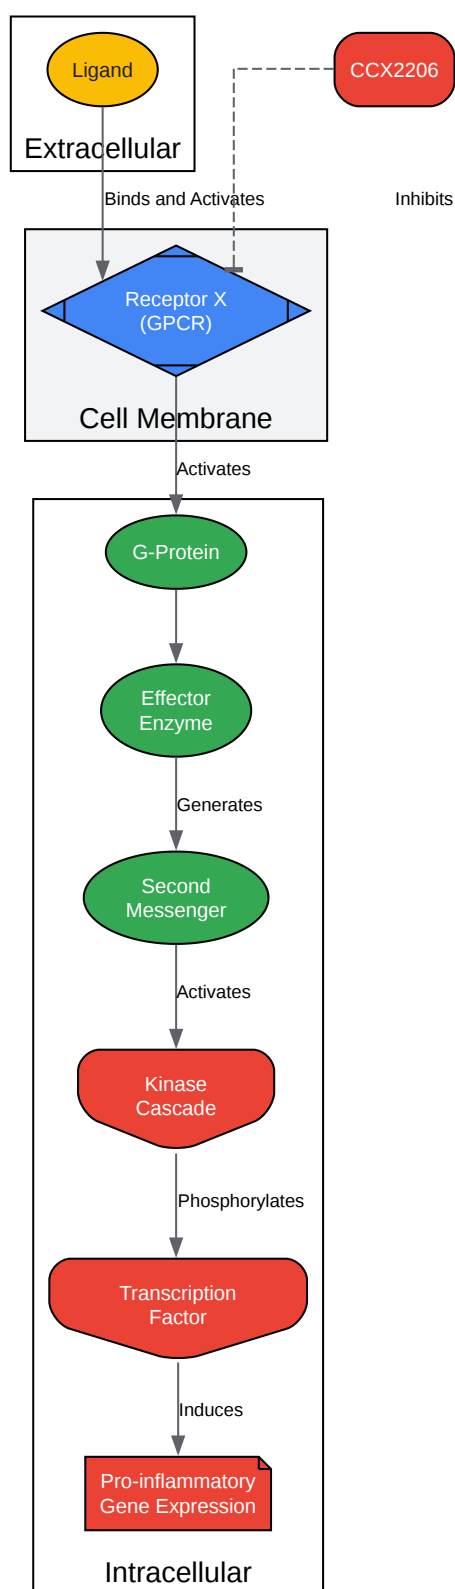 Ligand
CCX2206
Extracellular
Binds and Activates
Inhibits
Receptor X
(GPCR)
Cell Membrane
Activates
G-Protein
Effector
Enzyme
Generates
Second
Messenger
Activates
Kinase
Cascade
Phosphorylates
Transcription
Factor
Induces
Pro-inflammatory
Gene Expression
Intracellular